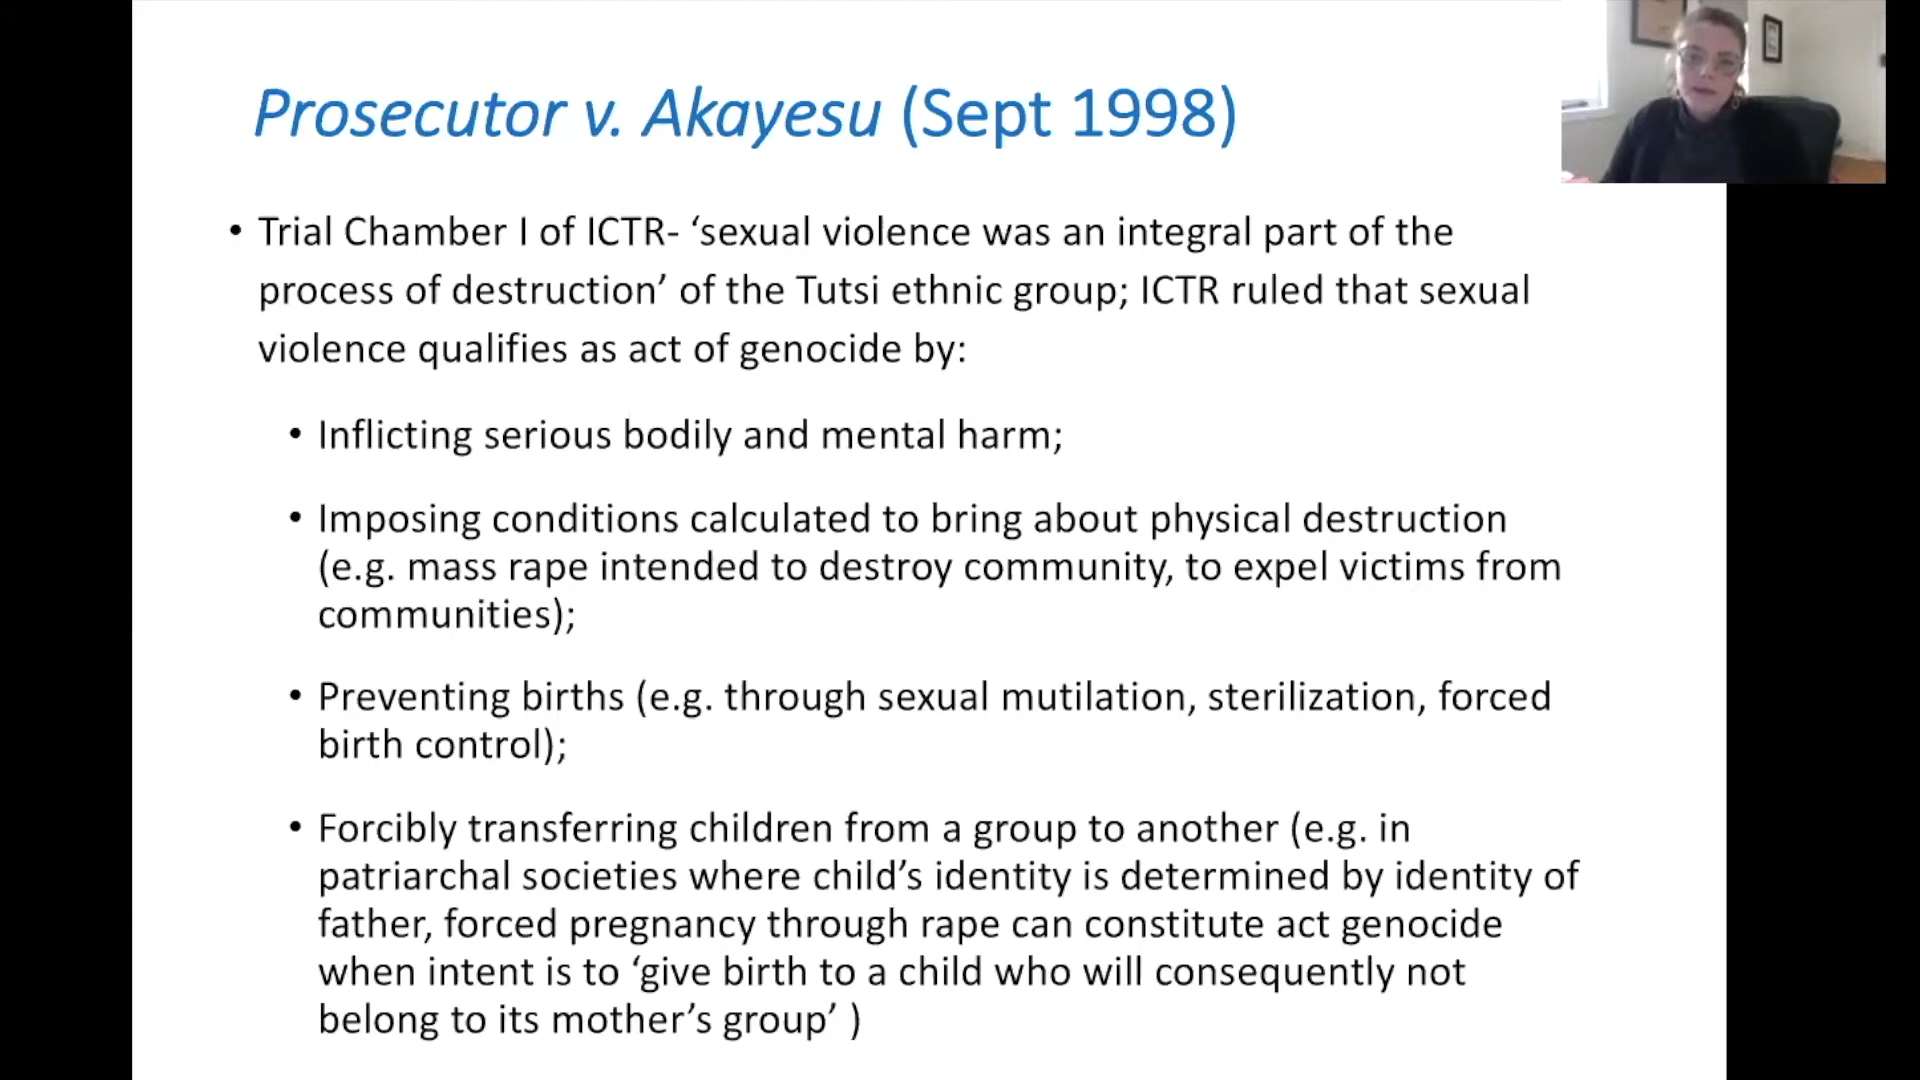 Prosecutor v. Akayesu (Sept 1998)
• Trial Chamber I of ICTR- ‘sexual violence was an integral part of the
process of destruction’ of the Tutsi ethnic group; ICTR ruled that sexual
violence qualifies as act of genocide by:
• Inflicting serious bodily and mental harm;
• Imposing conditions calculated to bring about physical destruction
(e.g. mass rape intended to destroy community, to expel victims from
communities);
• Preventing births (e.g. through sexual mutilation, sterilization, forced
birth control);
• Forcibly transferring children from a group to another (e.g. in
patriarchal societies where child’s identity is determined by identity of
father, forced pregnancy through rape can constitute act genocide
when intent is to ‘give birth to a child who will consequently not
belong to its mother’s group’ )